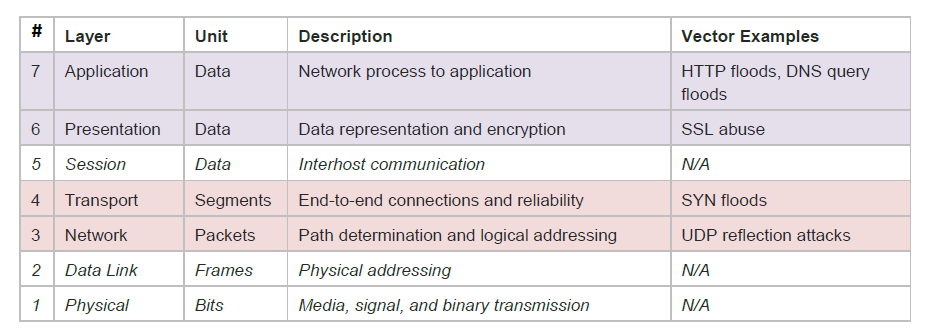 # Layer Unit Description Vector Examples
7 Application Data Network process to application HTTP floods, DNS query
floods
6 Presentation Data Data representation and encryption SSL abuse
5 Session Data Interhost communication N/A
4 Transport Segments End-to-end connections and reliability SYN floods
3 Network Packets Path determination and logical addressing UDP reflection attacks
2 Data Link Frames Physical addressing N/A
1 Physical Bits Media, signal, and binary transmission N/A